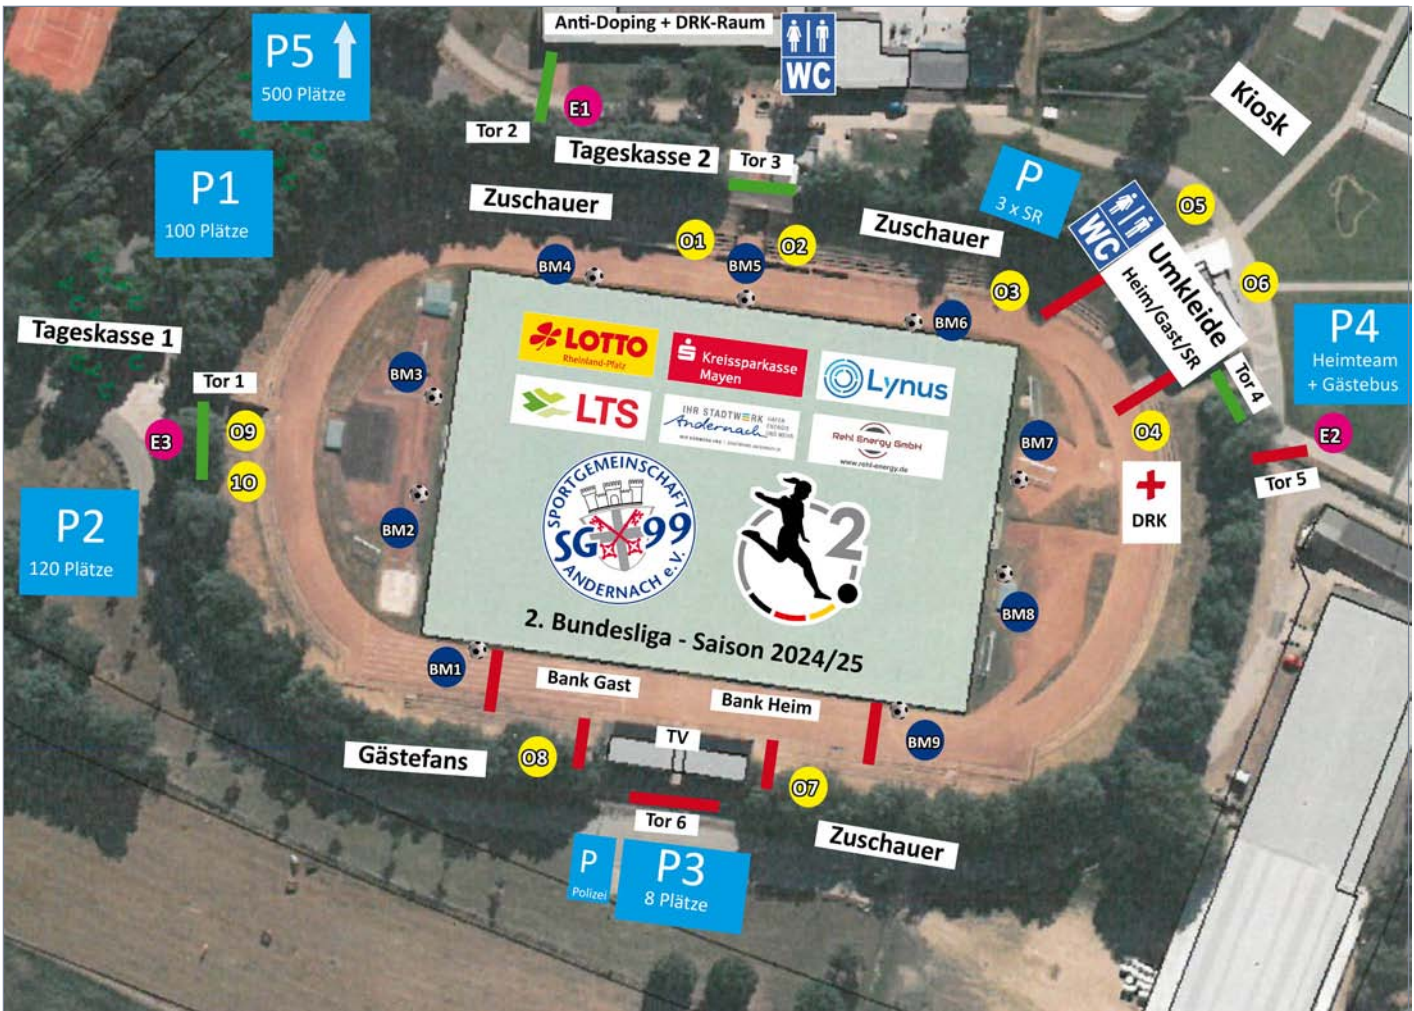 Anti-Doping + DRK-Raum
WC
P5
500 Plätze
E1
Tor 2
Kiosk
Tageskasse 2
Tor 3
P1
100 Plätze
P
3 x SR
Zuschauer
Zuschauer
O1
BM5
O2
O5
WC
Umkleide
Heim/Gast/SR
BM4
O3
O6
BM6
Tageskasse 1
LOTTO
Rheinland-Pfalz
Kreissparkasse
Mayen
Lynus
P4
Heimteam
+ Gästebus
BM3
Tor 1
Tor 4
LTS
IHR STADTWERK
Andernach
Rehl Energy GmbH
www.rehl-energy.de
E3
O9
BM7
O4
E2
10
Tor 5
DRK
SPORTGEMEINSCHAFT
SG 99
ANDERNACH e.V.
2
BM2
P2
120 Plätze
BM8
2. Bundesliga - Saison 2024/25
BM1
Bank Gast
Bank Heim
TV
BM9
Gästefans
O8
O7
Tor 6
Zuschauer
P
Polizei
P3
8 Plätze